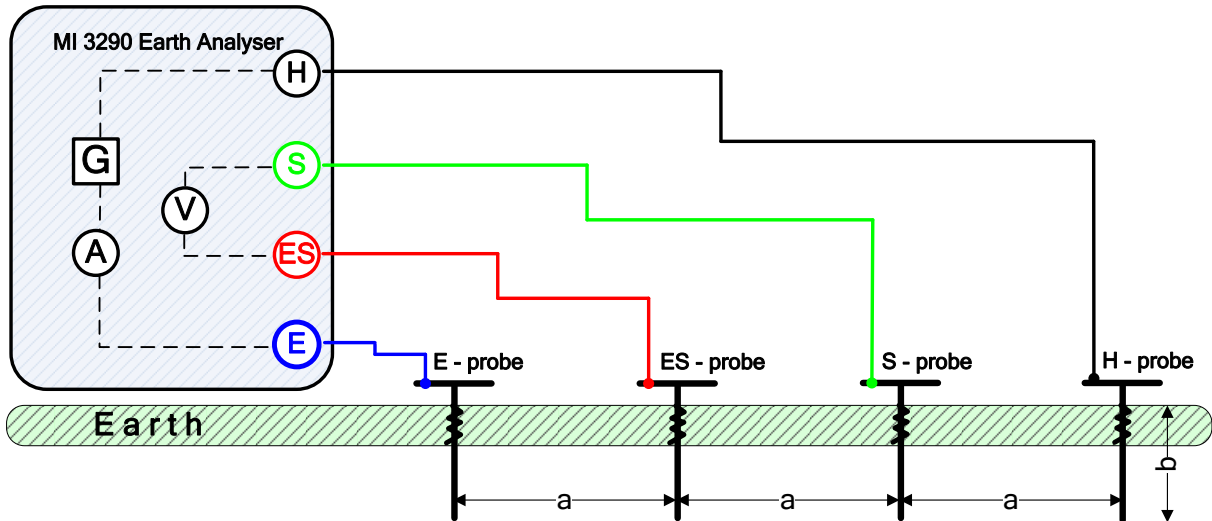 MI 3290 Earth Analyser
H
G
S
V
A
ES
E
E - probe
ES - probe
S - probe
H - probe
Earth
a
a
a
b